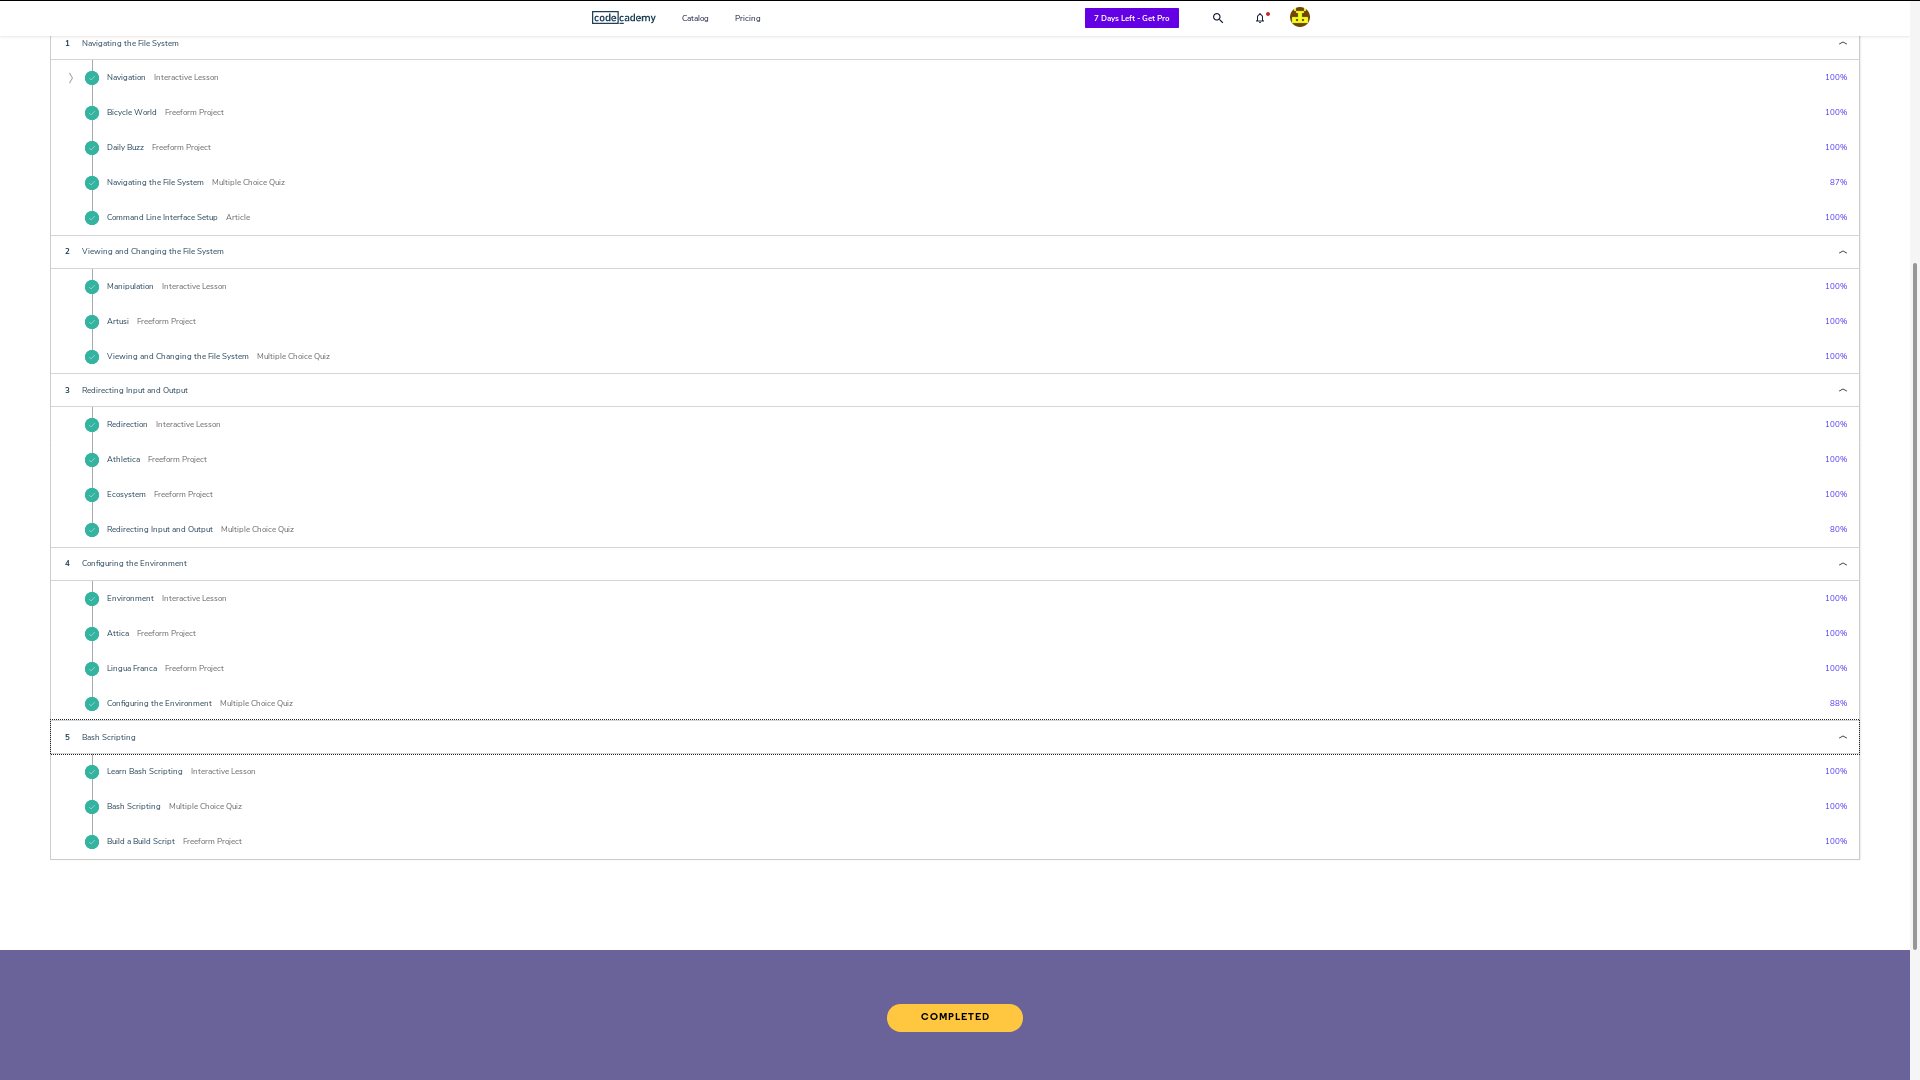 codecademy Catalog Pricing 7 Days Left - Get Pro
1 Navigating the File System
Navigation Interactive Lesson 100%
Bicycle World Freeform Project 100%
Daily Buzz Freeform Project 100%
Navigating the File System Multiple Choice Quiz 87%
Command Line Interface Setup Article 100%
2 Viewing and Changing the File System
Manipulation Interactive Lesson 100%
Artusi Freeform Project 100%
Viewing and Changing the File System Multiple Choice Quiz 100%
3 Redirecting Input and Output
Redirection Interactive Lesson 100%
Athletica Freeform Project 100%
Ecosystem Freeform Project 100%
Redirecting Input and Output Multiple Choice Quiz 80%
4 Configuring the Environment
Environment Interactive Lesson 100%
Attica Freeform Project 100%
Lingua Franca Freeform Project 100%
Configuring the Environment Multiple Choice Quiz 88%
5 Bash Scripting
Learn Bash Scripting Interactive Lesson 100%
Bash Scripting Multiple Choice Quiz 100%
Build a Build Script Freeform Project 100%
COMPLETED